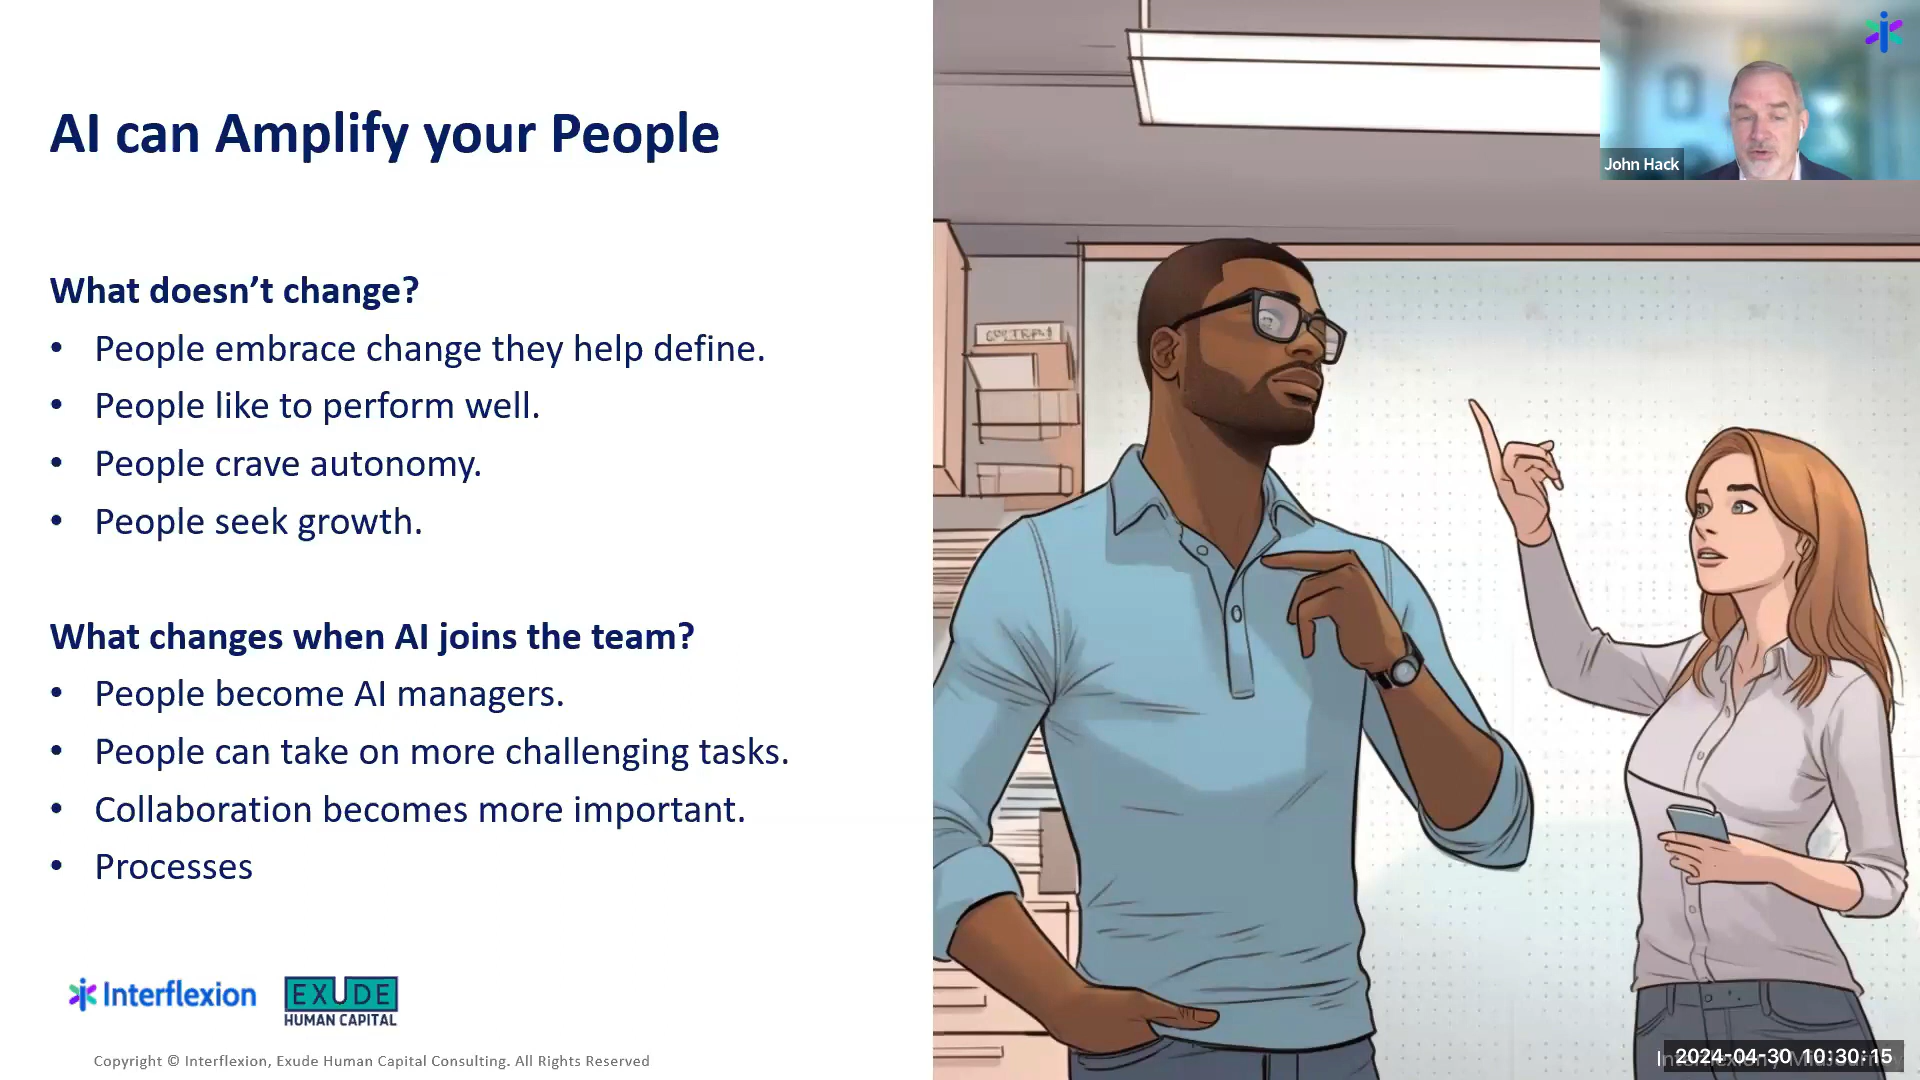 AI can Amplify your People
John Hack
What doesn’t change?
• People embrace change they help define.
• People like to perform well.
• People crave autonomy.
• People seek growth.
What changes when AI joins the team?
• People become AI managers.
• People can take on more challenging tasks.
• Collaboration becomes more important.
• Processes
Interflexion
EXUDE
HUMAN CAPITAL
Copyright © Interflexion, Exude Human Capital Consulting. All Rights Reserved
2024-04-30 10:30:15